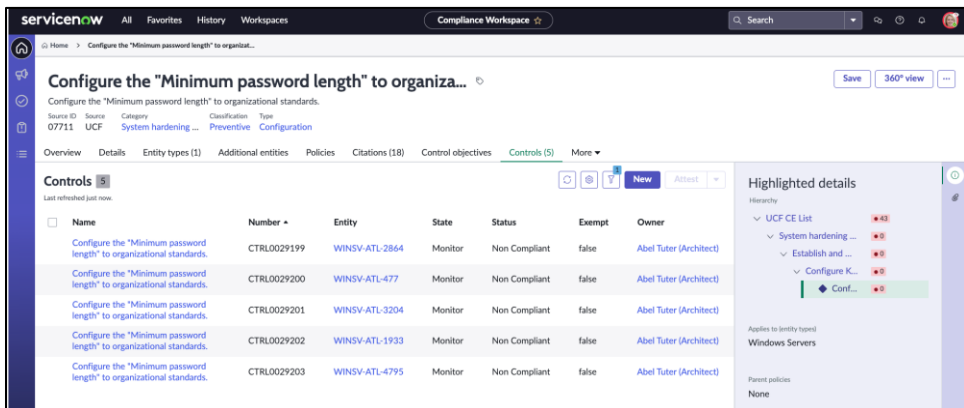 servicenow All Favorites History Workspaces Compliance Workspace ☆ Search
Home > Configure the "Minimum password length" to organizat...
Configure the "Minimum password length" to organiza... Save 360° view ...
Configure the "Minimum password length" to organizational standards.
Source ID Source Category Classification Type
07711 UCF System hardening ... Preventive Configuration
Overview Details Entity types (1) Additional entities Policies Citations (18) Control objectives Controls (5) More
Controls 5 1 New Attest
Last refreshed just now.
Name Number Entity State Status Exempt Owner
Configure the "Minimum password
length" to organizational standards. CTRL0029199 WINSV-ATL-2864 Monitor Non Compliant false Abel Tuter (Architect)
Configure the "Minimum password
length" to organizational standards. CTRL0029200 WINSV-ATL-477 Monitor Non Compliant false Abel Tuter (Architect)
Configure the "Minimum password
length" to organizational standards. CTRL0029201 WINSV-ATL-3204 Monitor Non Compliant false Abel Tuter (Architect)
Configure the "Minimum password
length" to organizational standards. CTRL0029202 WINSV-ATL-1933 Monitor Non Compliant false Abel Tuter (Architect)
Configure the "Minimum password
length" to organizational standards. CTRL0029203 WINSV-ATL-4795 Monitor Non Compliant false Abel Tuter (Architect)
Highlighted details
Hierarchy
UCF CE List 43
System hardening ... 0
Establish and ... 0
Configure K... 0
Conf... 0
Applies to (entity types)
Windows Servers
Parent policies
None